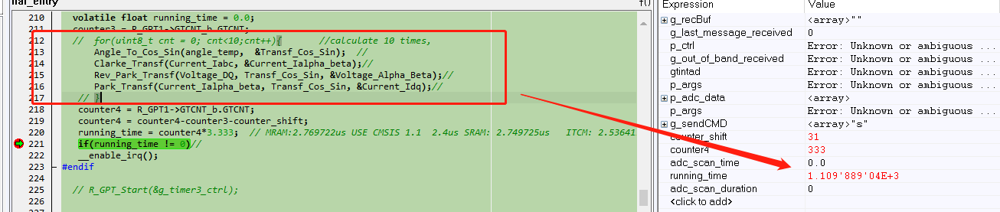 hal_entry
f()
210 volatile float running_time = 0.0;
211 counter3 = R_GPT1->GTCNT_b.GTCNT;
212 // for(uint8_t cnt = 0; cnt<10;cnt++){ //calculate 10 times,
213 Angle_To_Cos_Sin(angle_temp, &Transf_Cos_Sin); //
214 Clarke_Transf(Current_Iabc, &Current_Ialpha_beta);//
215 Rev_Park_Transf(Voltage_DQ, Transf_Cos_Sin, &Voltage_Alpha_Beta);//
216 Park_Transf(Current_Ialpha_beta, Transf_Cos_Sin, &Current_Idq);//
217 // }
218 counter4 = R_GPT1->GTCNT_b.GTCNT;
219 counter4 = counter4-counter3-counter_shift;
220 running_time = counter4*3.333; // MRAM:2.769722us USE CMSIS 1.1 2.4us SRAM: 2.749725us ITCM: 2.53641
221 if(running_time != 0)//
222 __enable_irq();
223 #endif
224
225 // R_GPT_Start(&g_timer3_ctrl);
226
227
Expression Value
g_recBuf <array>""
g_last_message_received 0
p_ctrl Error: Unknown or ambiguous ...
g_out_of_band_received Error: Unknown or ambiguous ...
gtintad Error: Unknown or ambiguous ...
p_args Error: Unknown or ambiguous ...
p_adc_data <array>
p_args Error: Unknown or ambiguous ...
g_sendCMD <array>"s"
counter_shift 31
counter4 333
adc_scan_time 0.0
running_time 1.109'889'04E+3
adc_scan_duration 0
<click to add>